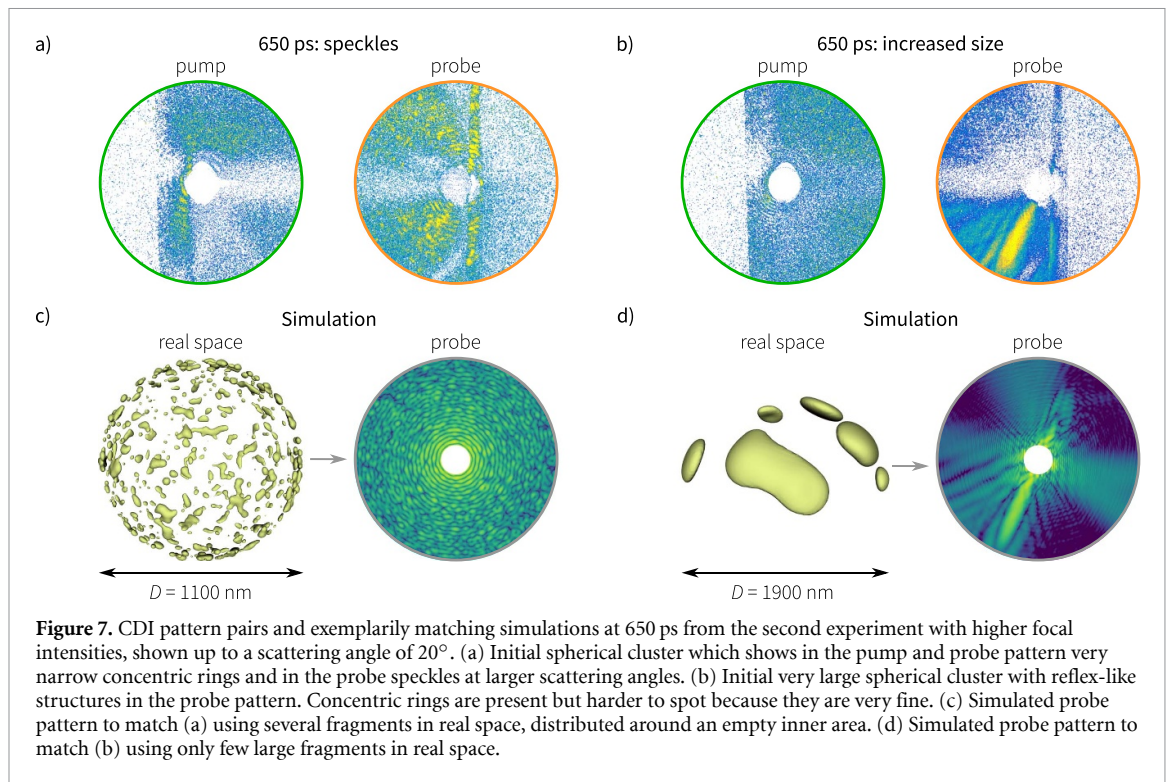 a)
650 ps: speckles
pump
probe
b)
650 ps: increased size
pump
probe
c)
Simulation
real space
probe
D = 1100 nm
d)
Simulation
real space
probe
D = 1900 nm
Figure 7. CDI pattern pairs and exemplarily matching simulations at 650 ps from the second experiment with higher focal
intensities, shown up to a scattering angle of 20°. (a) Initial spherical cluster which shows in the pump and probe pattern very
narrow concentric rings and in the probe speckles at larger scattering angles. (b) Initial very large spherical cluster with reflex-like
structures in the probe pattern. Concentric rings are present but harder to spot because they are very fine. (c) Simulated probe
pattern to match (a) using several fragments in real space, distributed around an empty inner area. (d) Simulated probe pattern to
match (b) using only few large fragments in real space.